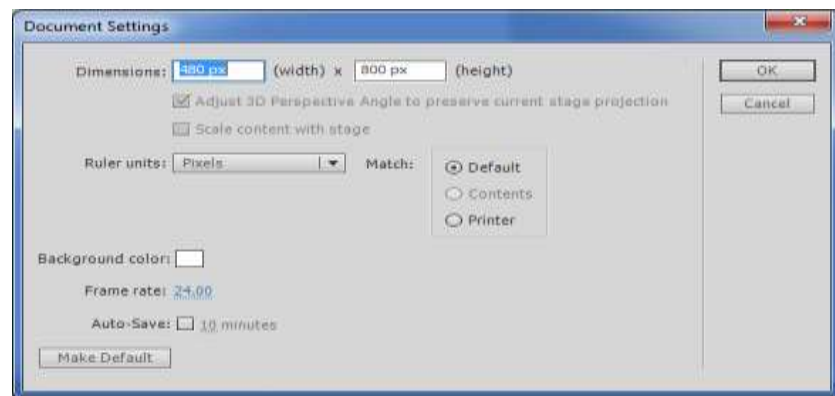 Document Settings
Dimensions: 480 px (width) x 800 px (height)
OK
Adjust 3D Perspective Angle to preserve current stage projection
Cancel
Scale content with stage
Ruler units: Pixels Match: Default
Contents
Printer
Background color:
Frame rate: 24.00
Auto-Save: 10 minutes
Make Default